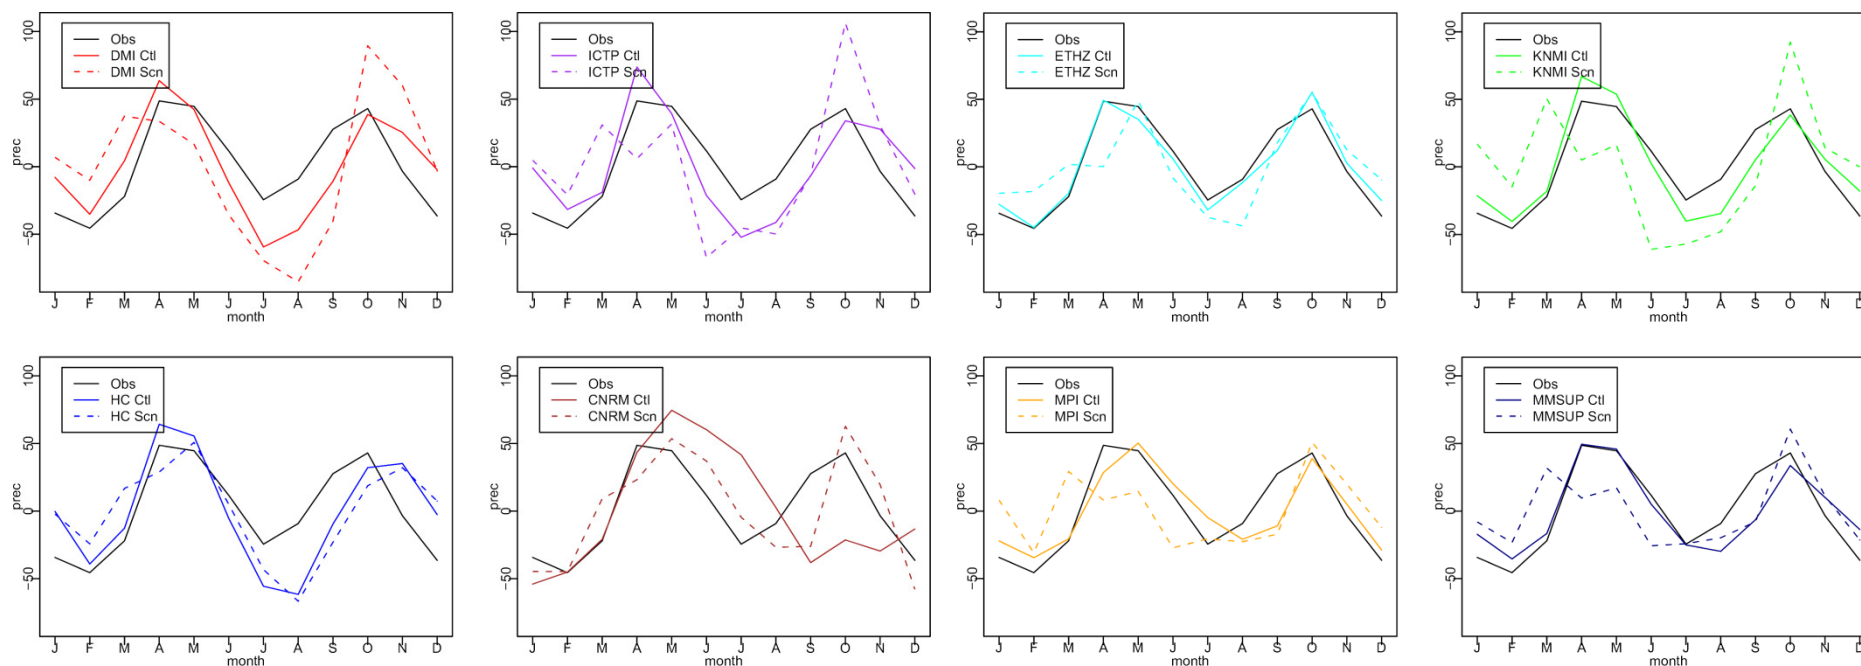 Obs
DMI Ctl
DMI Scn
prec
100
50
0
−50
J F M A M J J A S O N D
month
Obs
ICTP Ctl
ICTP Scn
prec
100
50
0
−50
J F M A M J J A S O N D
month
Obs
ETHZ Ctl
ETHZ Scn
prec
100
50
0
−50
J F M A M J J A S O N D
month
Obs
KNMI Ctl
KNMI Scn
prec
100
50
0
−50
J F M A M J J A S O N D
month
Obs
HC Ctl
HC Scn
prec
100
50
0
−50
J F M A M J J A S O N D
month
Obs
CNRM Ctl
CNRM Scn
prec
100
50
0
−50
J F M A M J J A S O N D
month
Obs
MPI Ctl
MPI Scn
prec
100
50
0
−50
J F M A M J J A S O N D
month
Obs
MMSUP Ctl
MMSUP Scn
prec
100
50
0
−50
J F M A M J J A S O N D
month